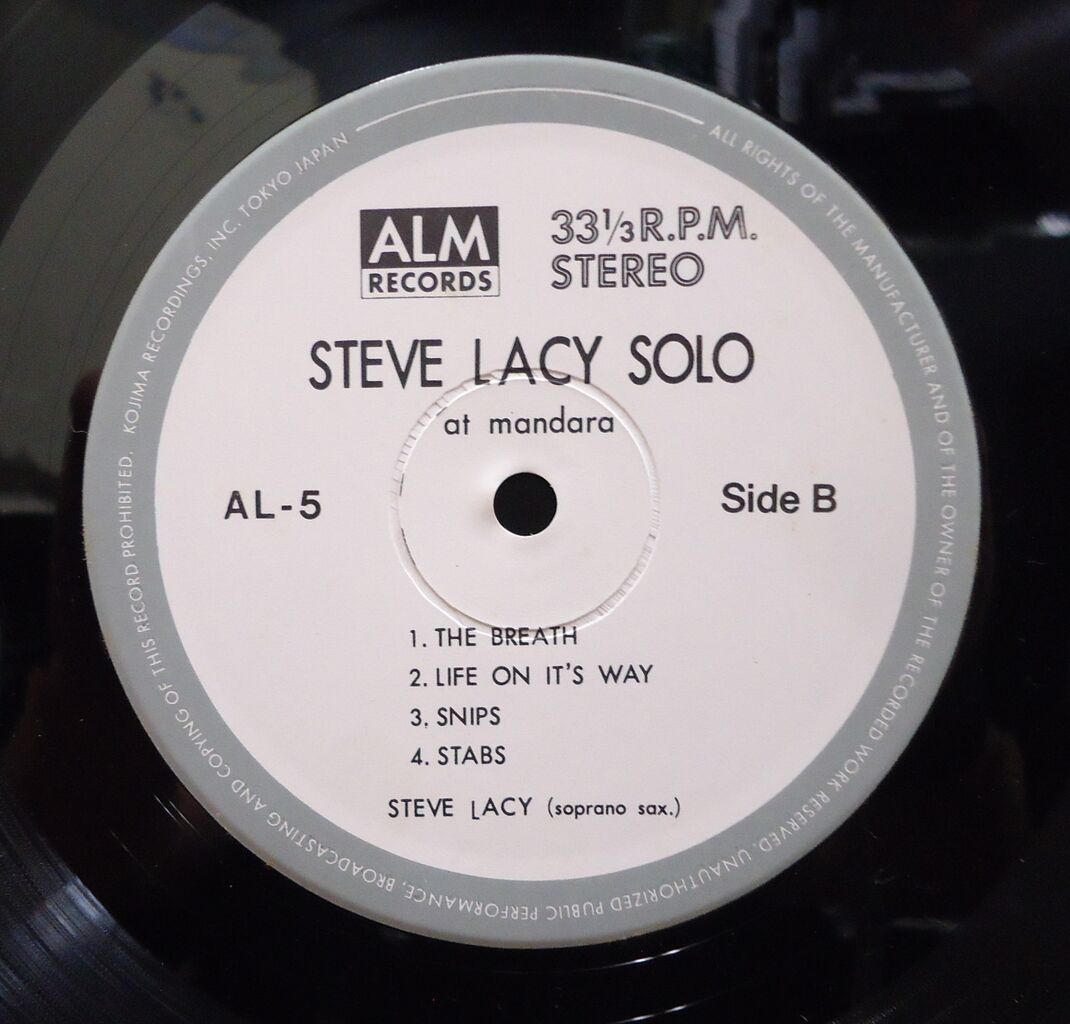 ALM
RECORDS
33⅓ R.P.M.
STEREO
STEVE LACY SOLO
at mandara
AL-5
Side B
1. THE BREATH
2. LIFE ON IT'S WAY
3. SNIPS
4. STABS
STEVE LACY (soprano sax.)
ALL RIGHTS OF THE MANUFACTURER AND OF THE OWNER OF THE RECORDED WORK RESERVED. UNAUTHORIZED PUBLIC PERFORMANCE, BROADCASTING AND COPYING OF THIS RECORD PROHIBITED. KOJIMA RECORDINGS, INC. TOKYO JAPAN